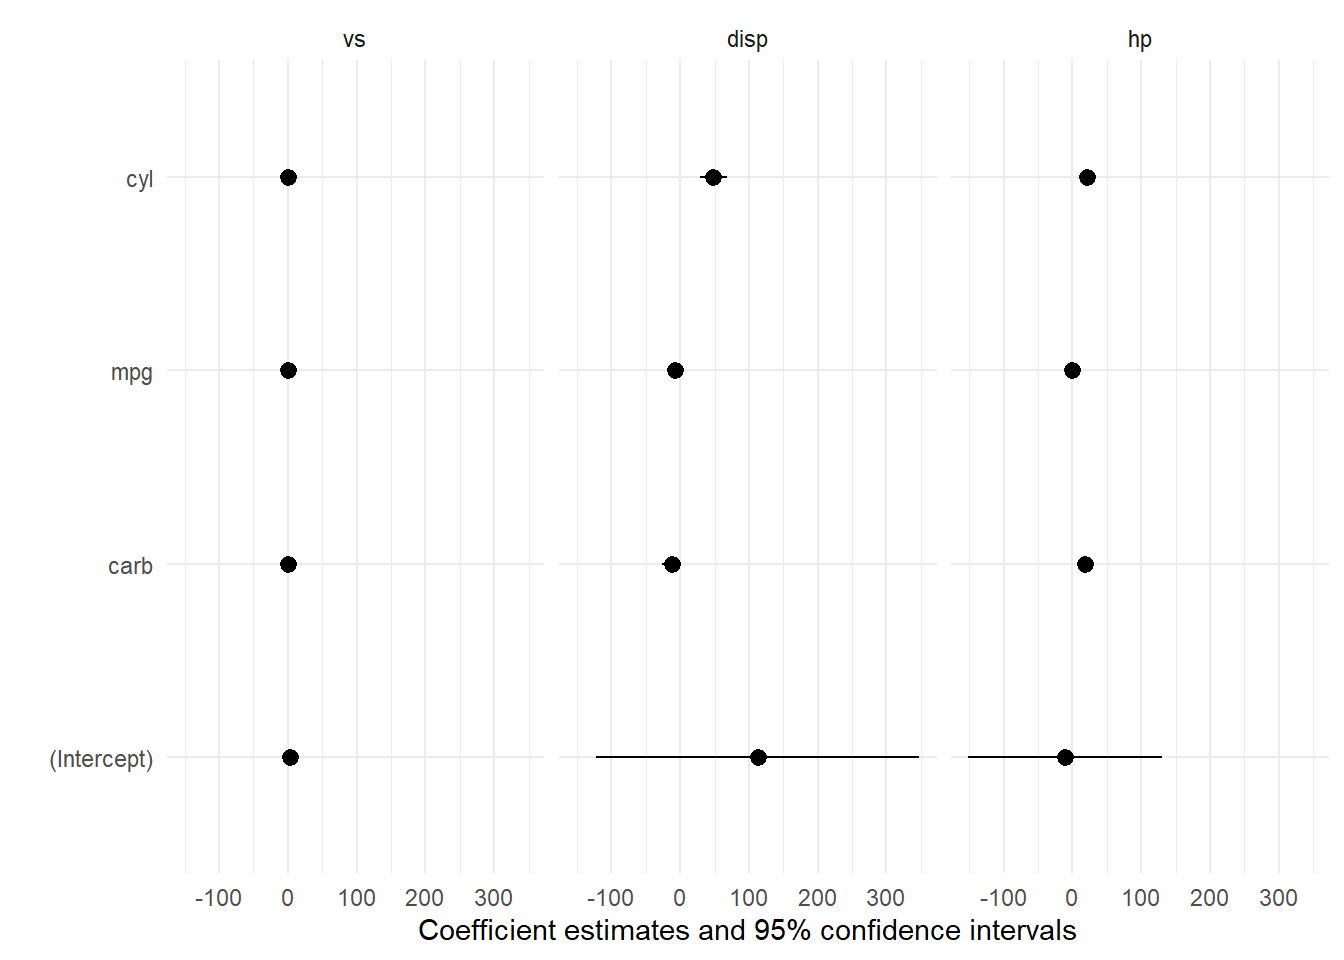 vs disp hp
cyl
mpg
carb
(Intercept)
-100 0 100 200 300 -100 0 100 200 300 -100 0 100 200 300
Coefficient estimates and 95% confidence intervals